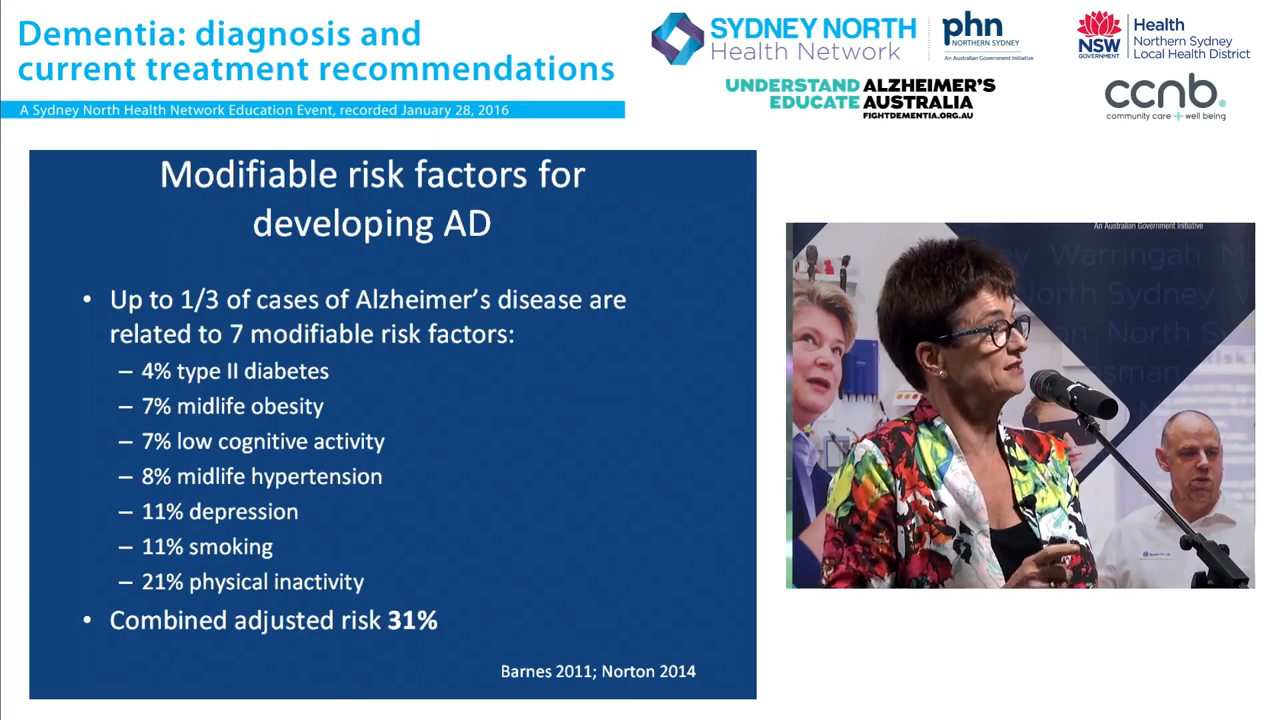 Dementia: diagnosis and
current treatment recommendations
A Sydney North Health Network Education Event, recorded January 28, 2016
SYDNEY NORTH
Health Network
phn
NORTHERN SYDNEY
An Australian Government Initiative
NSW
GOVERNMENT
Health
Northern Sydney
Local Health District
UNDERSTAND ALZHEIMER'S
EDUCATE AUSTRALIA
FIGHTDEMENTIA.ORG.AU
ccnb.
community care + well being
Modifiable risk factors for
developing AD
• Up to 1/3 of cases of Alzheimer's disease are
related to 7 modifiable risk factors:
– 4% type II diabetes
– 7% midlife obesity
– 7% low cognitive activity
– 8% midlife hypertension
– 11% depression
– 11% smoking
– 21% physical inactivity
• Combined adjusted risk 31%
Barnes 2011; Norton 2014
An Australian Government Initiative
Warringah
North Sydney
North